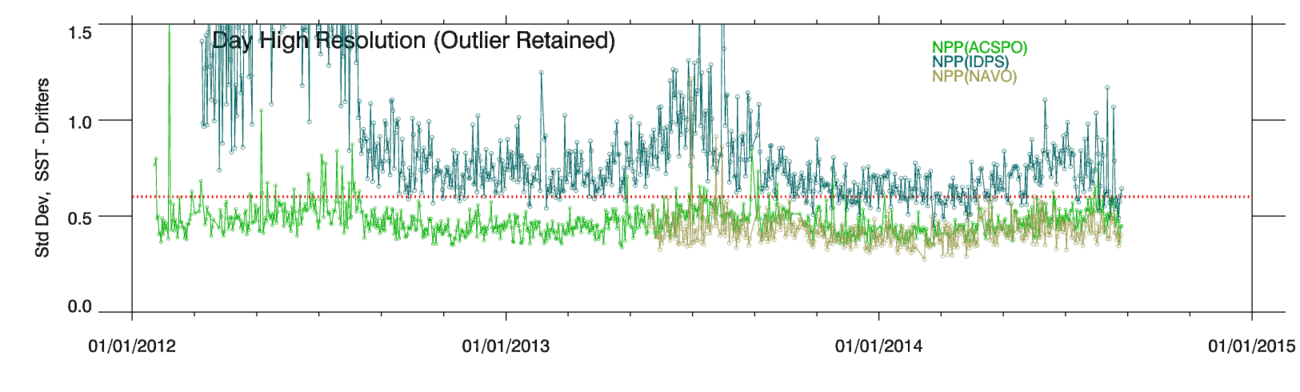 1.5
1.0
0.5
0.0
Std Dev, SST - Drifters
Day High Resolution (Outlier Retained)
NPP(ACSPO)
NPP(IDPS)
NPP(NAVO)
01/01/2012
01/01/2013
01/01/2014
01/01/2015